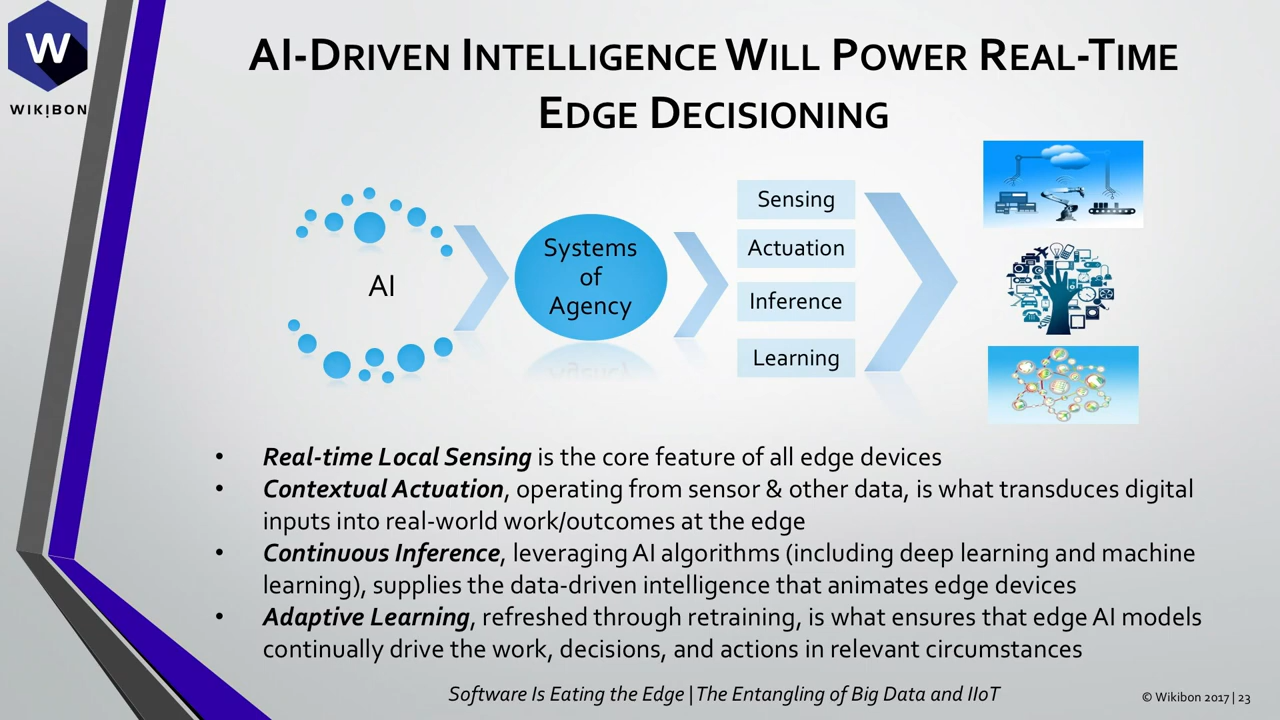 W
WIKIBON
AI-DRIVEN INTELLIGENCE WILL POWER REAL-TIME
EDGE DECISIONING
AI
Systems
of
Agency
Sensing
Actuation
Inference
Learning
• Real-time Local Sensing is the core feature of all edge devices
• Contextual Actuation, operating from sensor & other data, is what transduces digital
inputs into real-world work/outcomes at the edge
• Continuous Inference, leveraging AI algorithms (including deep learning and machine
learning), supplies the data-driven intelligence that animates edge devices
• Adaptive Learning, refreshed through retraining, is what ensures that edge AI models
continually drive the work, decisions, and actions in relevant circumstances
Software Is Eating the Edge | The Entangling of Big Data and IIoT
© Wikibon 2017 | 23